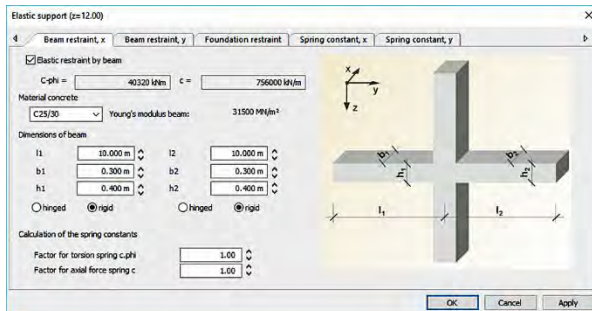 Elastic support (z=12.00)
Beam restraint, x Beam restraint, y Foundation restraint Spring constant, x Spring constant, y
Elastic restraint by beam
C-phi = 40320 kNm c = 756000 kN/m
Material concrete
C25/30 Young's modulus beam: 31500 MN/m²
Dimensions of beam
l1 10.000 m l2 10.000 m
b1 0.300 m b2 0.300 m
h1 0.400 m h2 0.400 m
hinged rigid hinged rigid
Calculation of the spring constants
Factor for torsion spring c.phi 1.00
Factor for axial force spring c 1.00
x
y
z
b₁ b₂
h₁ h₂
l₁ l₂
OK Cancel Apply